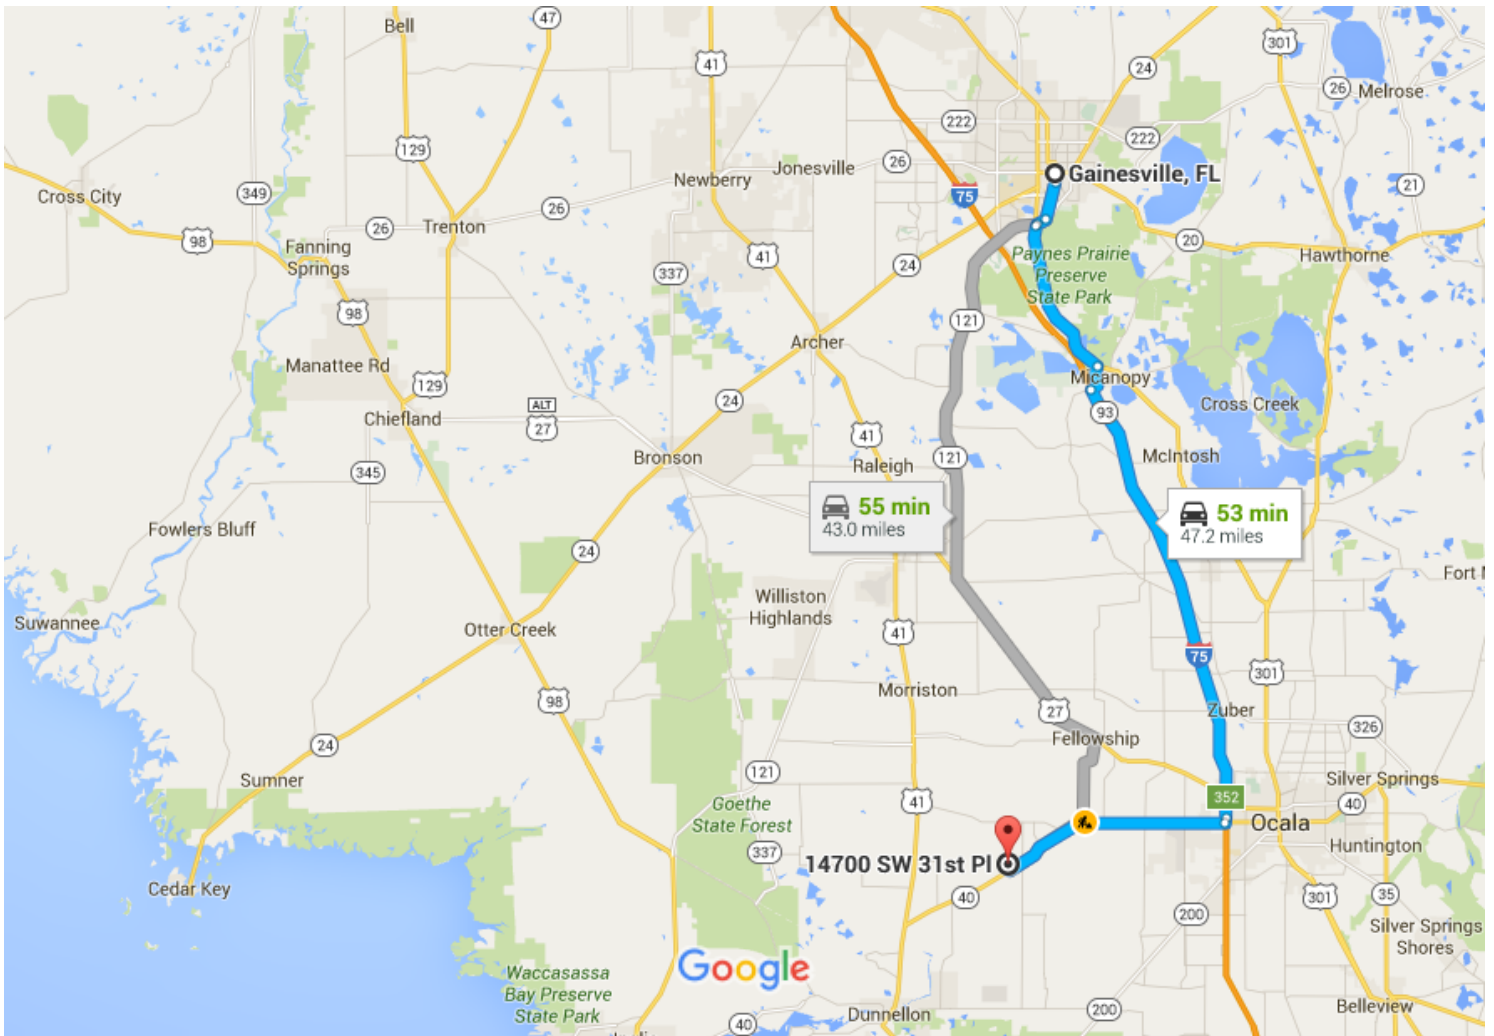 Bell
47
41
301
24
26
Melrose
222
129
222
Jonesville
26
Newberry
Gainesville, FL
75
21
Cross City
349
26
26
Trenton
98
Fanning
Springs
20
Hawthorne
41
24
337
Paynes Prairie
Preserve
State Park
98
121
Archer
Manattee Rd
129
Micanopy
24
ALT
27
Chiefland
93
Cross Creek
41
Bronson
Raleigh
121
McIntosh
345
55 min
43.0 miles
53 min
47.2 miles
Fowlers Bluff
24
Williston
Highlands
Suwannee
Otter Creek
41
75
301
98
Morriston
27
Zuber
Fellowship
326
24
Sumner
121
Silver Springs
352
40
41
Goethe
State Forest
Ocala
Huntington
337
14700 SW 31st Pl
Cedar Key
40
301
35
200
Silver Springs
Shores
Google
Waccasassa
Bay Preserve
State Park
Dunnellon
40
200
Belleview